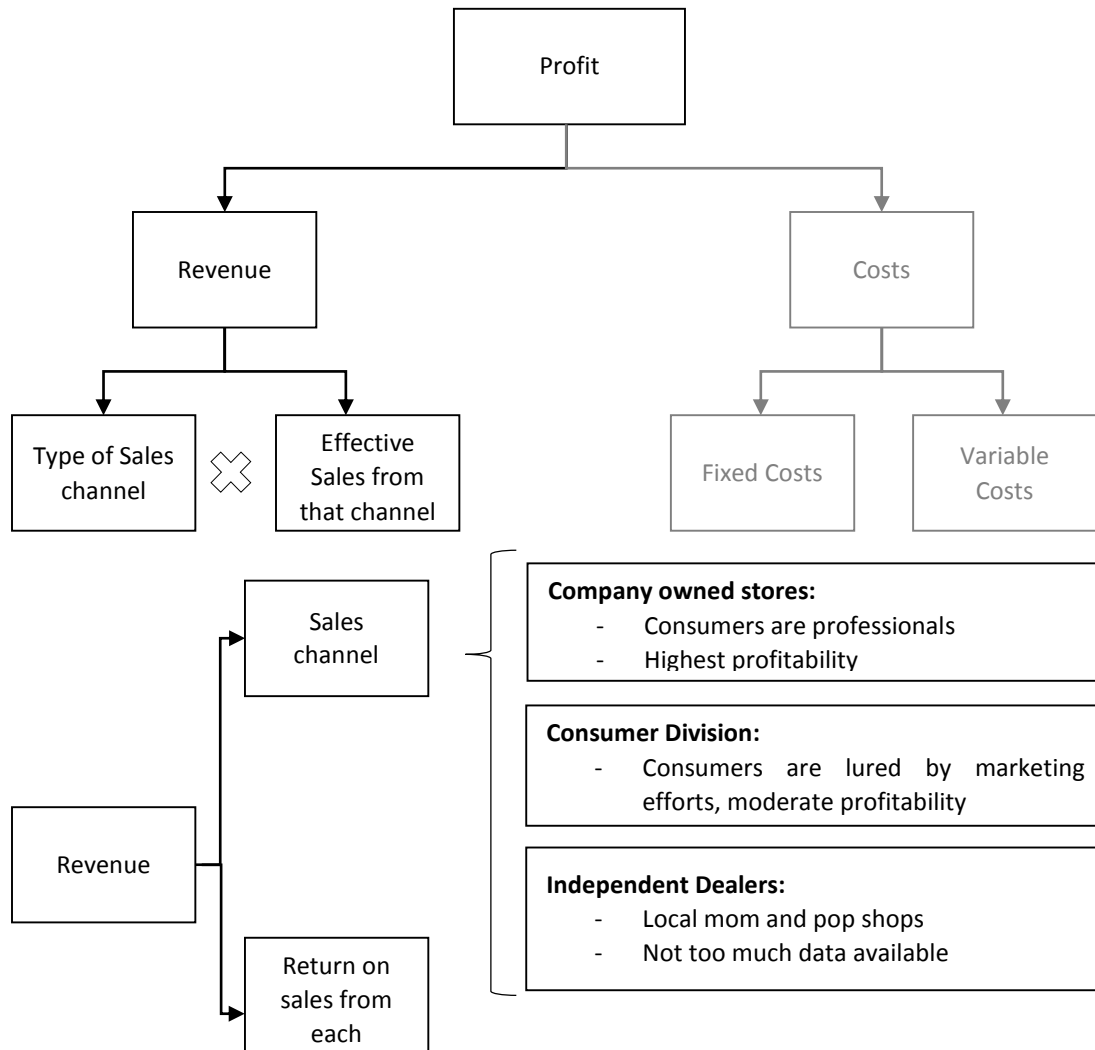 Profit
Revenue
Costs
Type of Sales
channel
Effective
Sales from
that channel
Fixed Costs
Variable
Costs
Sales
channel
Company owned stores:
- Consumers are professionals
- Highest profitability
Consumer Division:
- Consumers are lured by marketing
efforts, moderate profitability
Revenue
Independent Dealers:
- Local mom and pop shops
- Not too much data available
Return on
sales from
each